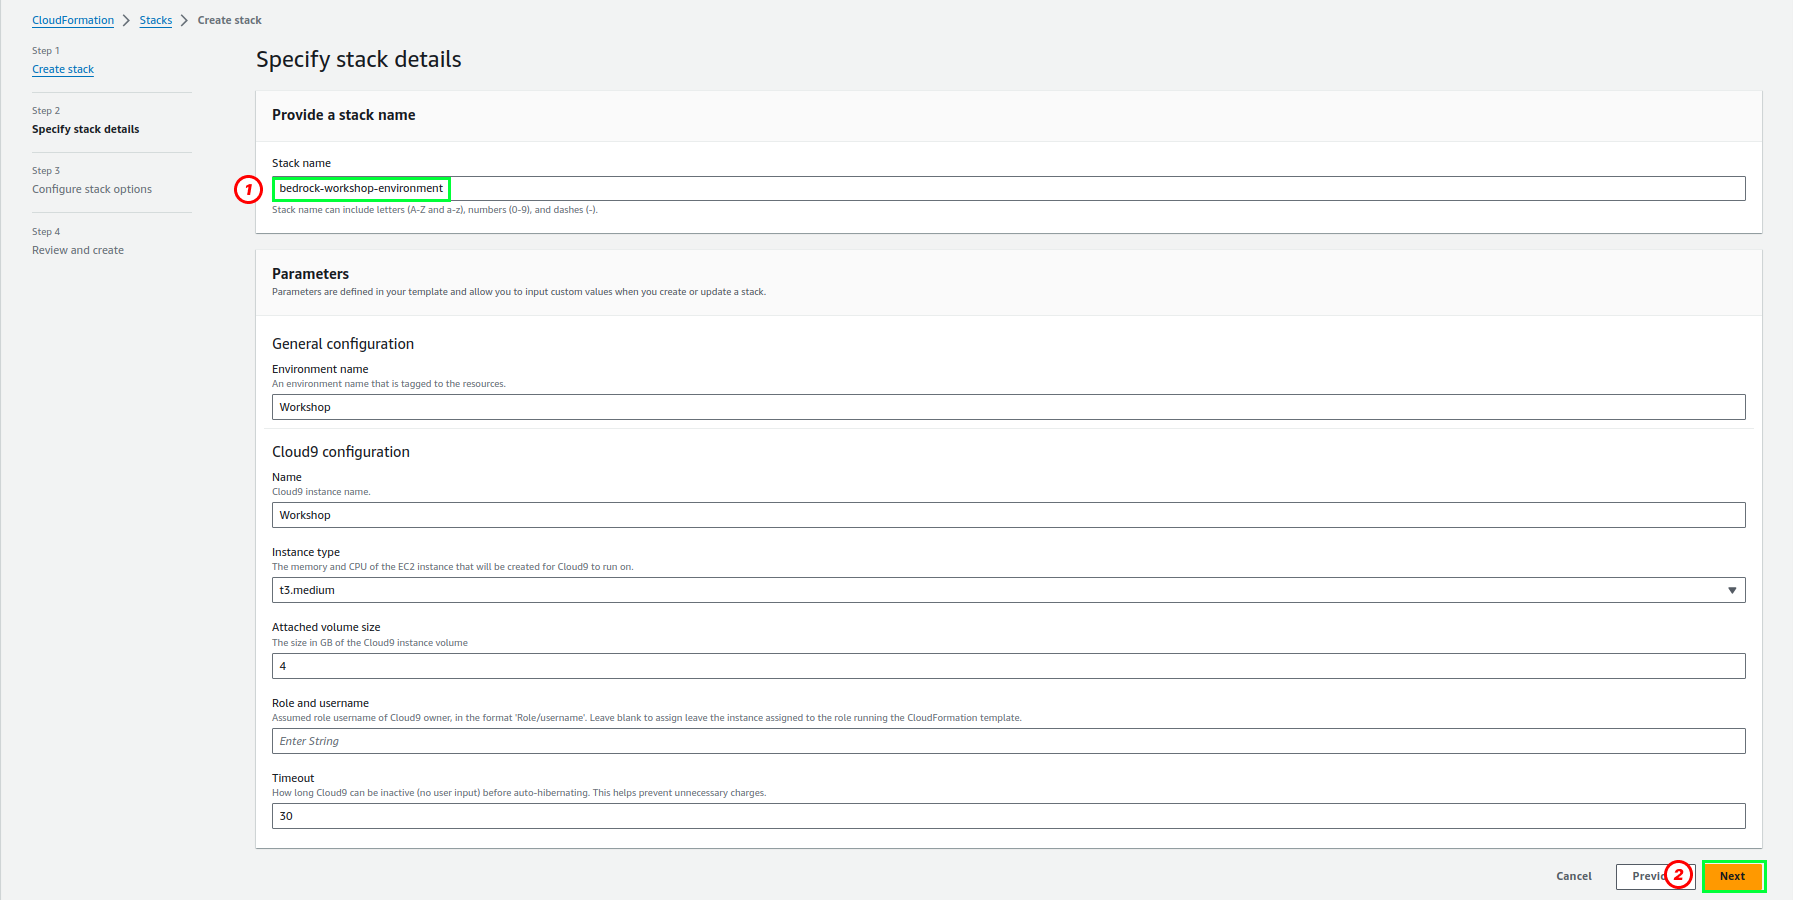 CloudFormation > Stacks > Create stack
Step 1
Create stack
Step 2
Specify stack details
Step 3
Configure stack options
Step 4
Review and create
Specify stack details
Provide a stack name
Stack name
1
bedrock-workshop-environment
Stack name can include letters (A-Z and a-z), numbers (0-9), and dashes (-).
Parameters
Parameters are defined in your template and allow you to input custom values when you create or update a stack.
General configuration
Environment name
An environment name that is tagged to the resources.
Workshop
Cloud9 configuration
Name
Cloud9 instance name.
Workshop
Instance type
The memory and CPU of the EC2 instance that will be created for Cloud9 to run on.
t3.medium
Attached volume size
The size in GB of the Cloud9 instance volume
4
Role and username
Assumed role username of Cloud9 owner, in the format 'Role/username'. Leave blank to assign leave the instance assigned to the role running the CloudFormation template.
Enter String
Timeout
How long Cloud9 can be inactive (no user input) before auto-hibernating. This helps prevent unnecessary charges.
30
Cancel
2
Next